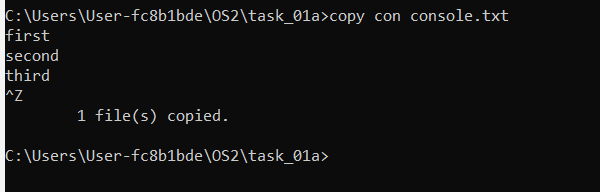 C:\Users\User-fc8b1bde\OS2\task_01a>copy con console.txt
first
second
third
^Z
        1 file(s) copied.

C:\Users\User-fc8b1bde\OS2\task_01a>